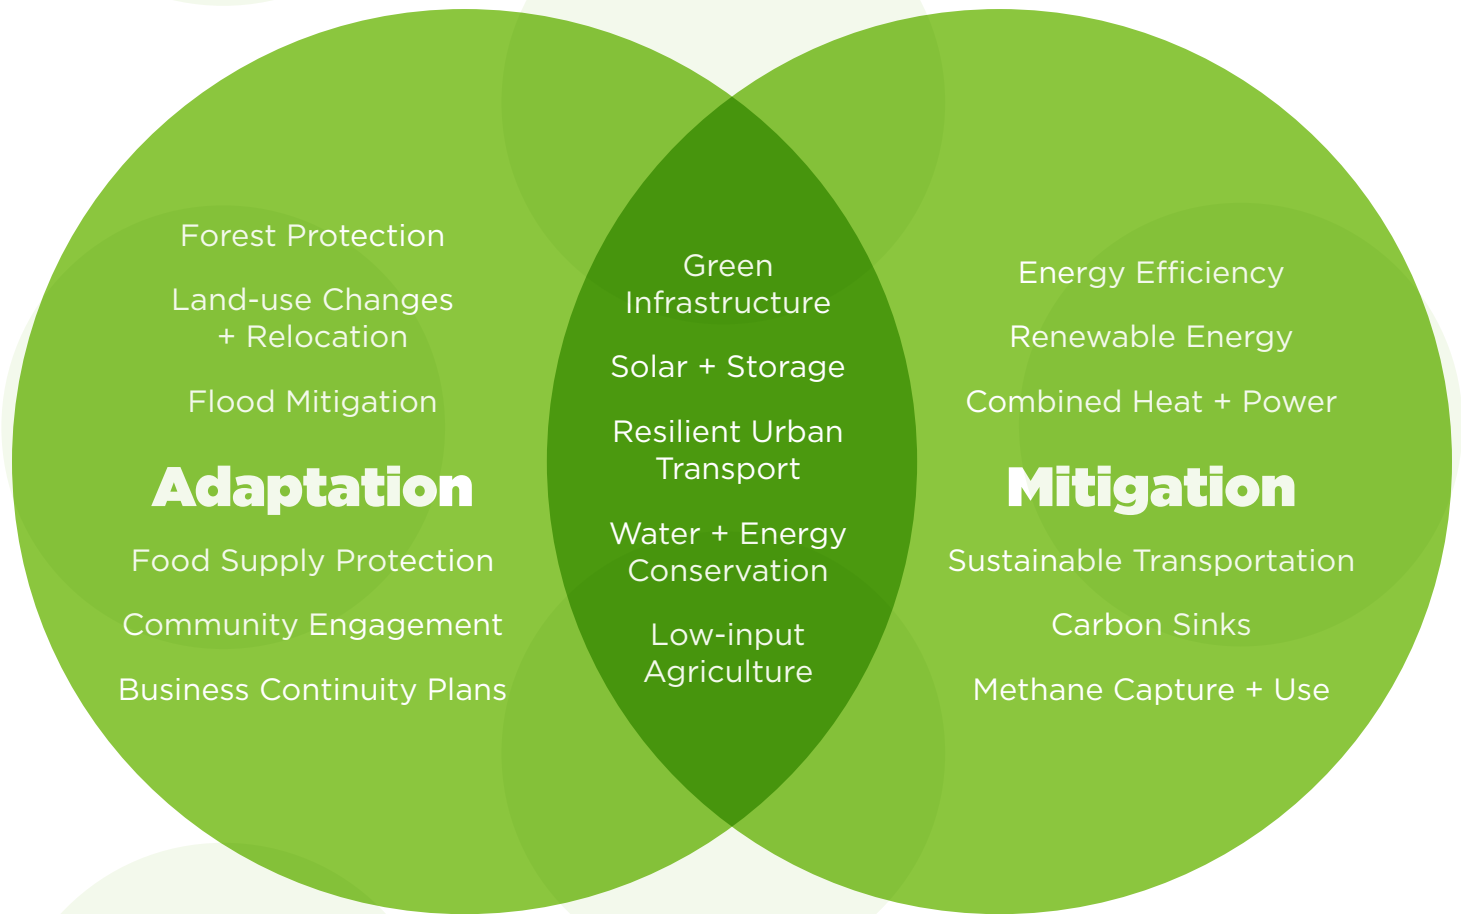 Forest Protection
Land-use Changes
+ Relocation
Flood Mitigation
Adaptation
Food Supply Protection
Community Engagement
Business Continuity Plans
Green
Infrastructure
Solar + Storage
Resilient Urban
Transport
Water + Energy
Conservation
Low-input
Agriculture
Energy Efficiency
Renewable Energy
Combined Heat + Power
Mitigation
Sustainable Transportation
Carbon Sinks
Methane Capture + Use